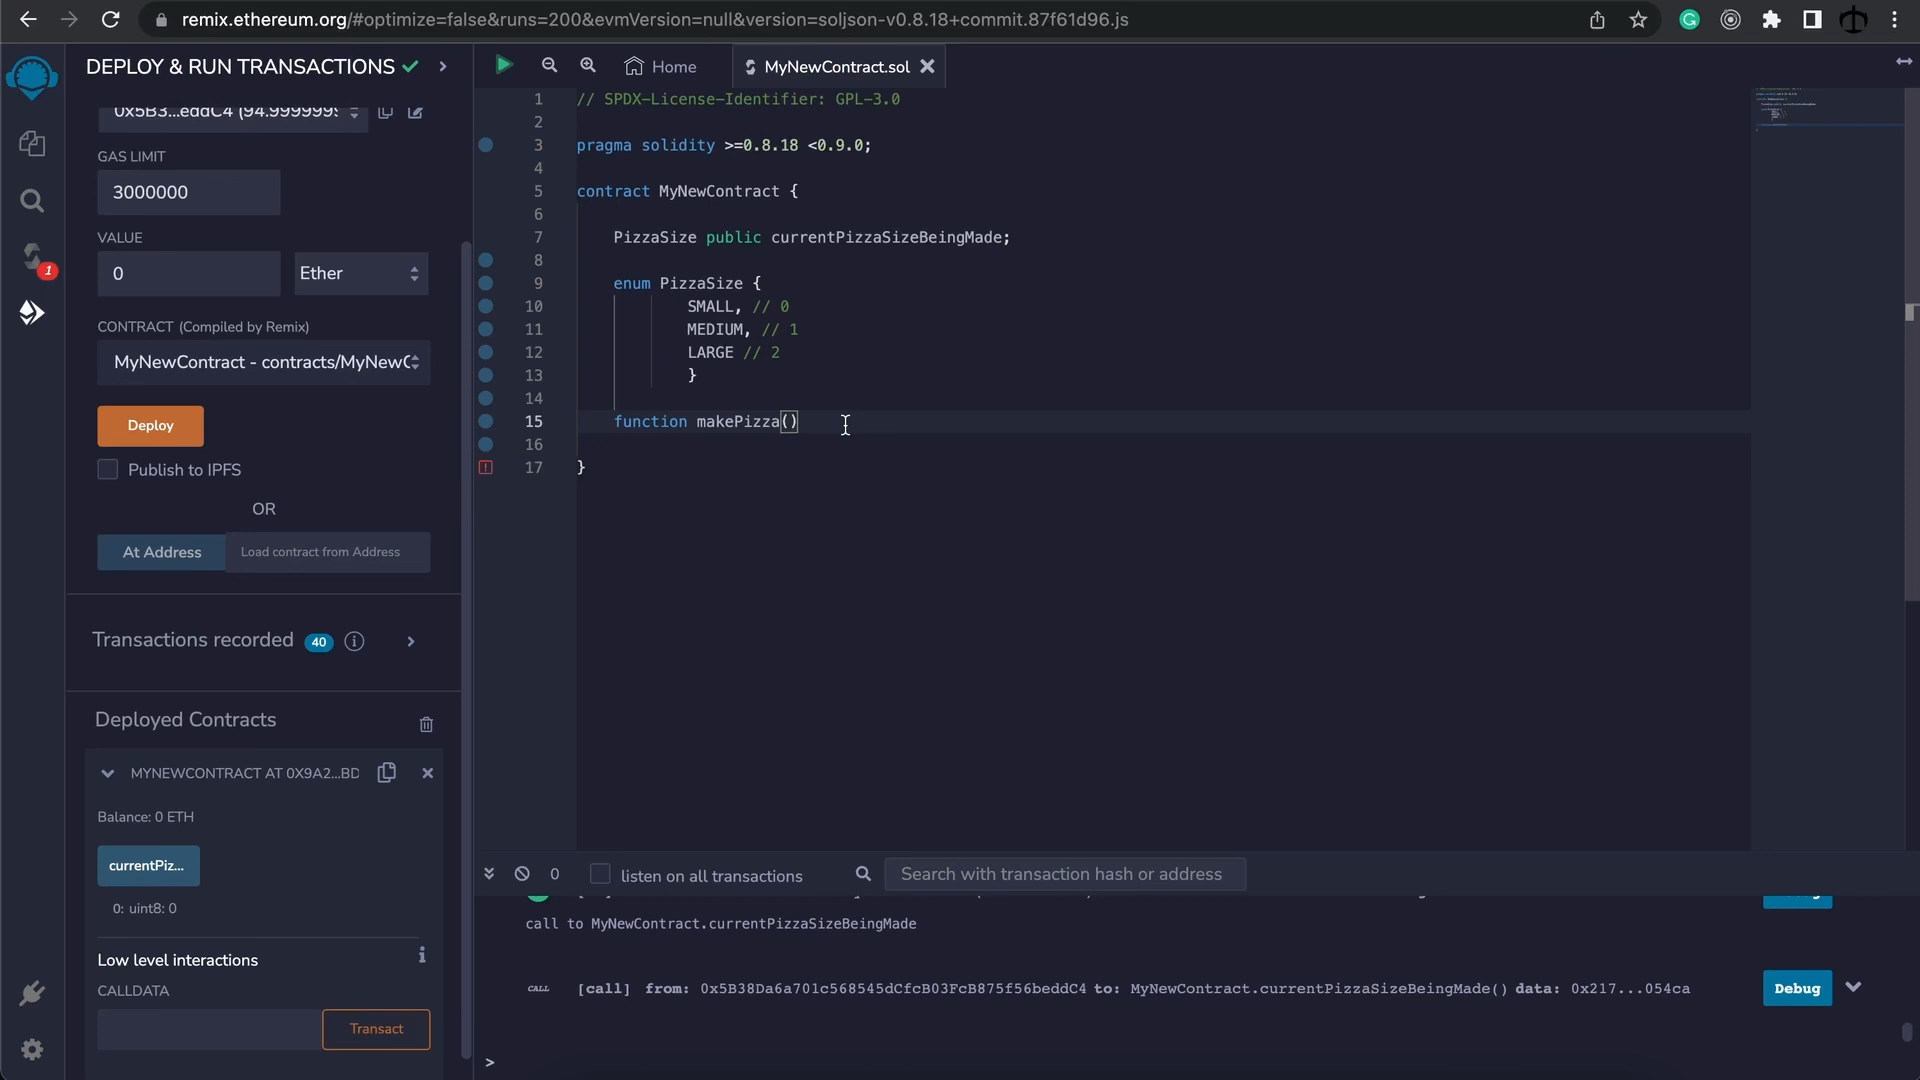 remix.ethereum.org/#optimize=false&runs=200&evmVersion=null&version=soljson-v0.8.18+commit.87f61d96.js
DEPLOY & RUN TRANSACTIONS
0x5B3...eddC4 (94.9999999
GAS LIMIT
3000000
VALUE
0
Ether
CONTRACT (Compiled by Remix)
MyNewContract - contracts/MyNewC
Deploy
Publish to IPFS
OR
At Address
Load contract from Address
Transactions recorded 40
Deployed Contracts
MYNEWCONTRACT AT 0X9A2...BD
Balance: 0 ETH
currentPiz...
0: uint8: 0
Low level interactions
CALLDATA
Transact
1
Home
MyNewContract.sol
1 // SPDX-License-Identifier: GPL-3.0
2
3 pragma solidity >=0.8.18 <0.9.0;
4
5 contract MyNewContract {
6
7 PizzaSize public currentPizzaSizeBeingMade;
8
9 enum PizzaSize {
10 SMALL, // 0
11 MEDIUM, // 1
12 LARGE // 2
13 }
14
15 function makePizza()
16
17 }
0
listen on all transactions
Search with transaction hash or address
call to MyNewContract.currentPizzaSizeBeingMade
CALL [call] from: 0x5B38Da6a701c568545dCfcB03FcB875f56beddC4 to: MyNewContract.currentPizzaSizeBeingMade() data: 0x217...054ca
Debug
>